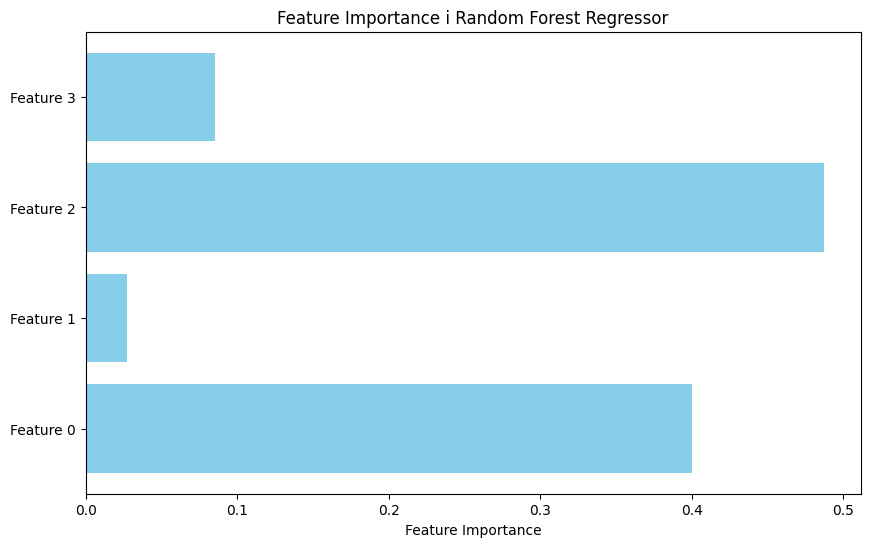 Feature Importance i Random Forest Regressor
Feature 3
Feature 2
Feature 1
Feature 0
0.0 0.1 0.2 0.3 0.4 0.5
Feature Importance